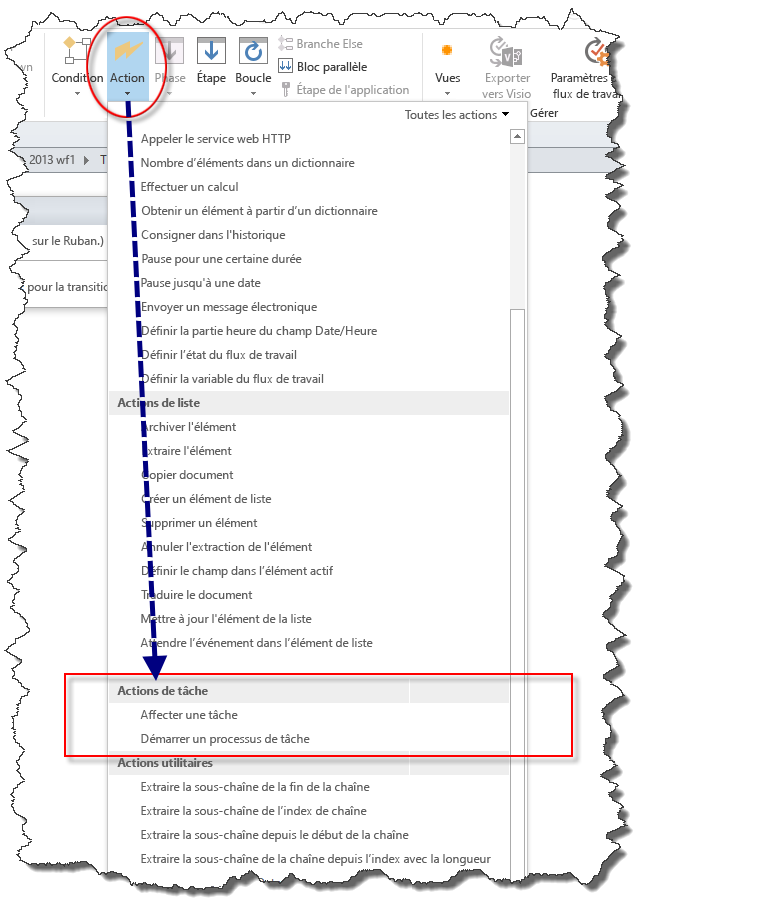 Branche Else
Bloc parallèle
Étape de l'application
Condition
Action
Phase
Étape
Boucle
Vues
Exporter
vers Visio
Paramètres
flux de trava
Gérer
Toutes les actions
2013 wf1
T
sur le Ruban.)
pour la transitio
Appeler le service web HTTP
Nombre d'éléments dans un dictionnaire
Effectuer un calcul
Obtenir un élément à partir d'un dictionnaire
Consigner dans l'historique
Pause pour une certaine durée
Pause jusqu'à une date
Envoyer un message électronique
Définir la partie heure du champ Date/Heure
Définir l'état du flux de travail
Définir la variable du flux de travail
Actions de liste
Archiver l'élément
Extraire l'élément
Copier document
Créer un élément de liste
Supprimer un élément
Annuler l'extraction de l'élément
Définir le champ dans l'élément actif
Traduire le document
Mettre à jour l'élément de la liste
Attendre l'événement dans l'élément de liste
Actions de tâche
Affecter une tâche
Démarrer un processus de tâche
Actions utilitaires
Extraire la sous-chaîne de la fin de la chaîne
Extraire la sous-chaîne de l'index de chaîne
Extraire la sous-chaîne depuis le début de la chaîne
Extraire la sous-chaîne de la chaîne depuis l'index avec la longueur